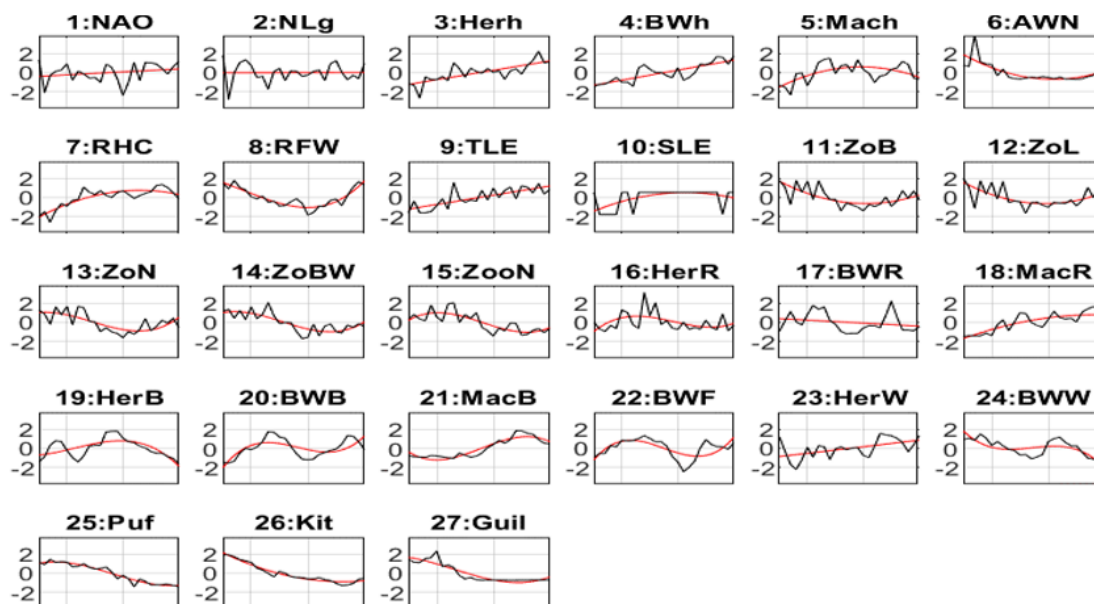 1:NAO 2:NLg 3:Herh 4:BWh 5:Mach 6:AWN
2 2 2 2 2 2
0 0 0 0 0 0
-2 -2 -2 -2 -2 -2
7:RHC 8:RFW 9:TLE 10:SLE 11:ZoB 12:ZoL
2 2 2 2 2 2
0 0 0 0 0 0
-2 -2 -2 -2 -2 -2
13:ZoN 14:ZoBW 15:ZooN 16:HerR 17:BWR 18:MacR
2 2 2 2 2 2
0 0 0 0 0 0
-2 -2 -2 -2 -2 -2
19:HerB 20:BWB 21:MacB 22:BWF 23:HerW 24:BWW
2 2 2 2 2 2
0 0 0 0 0 0
-2 -2 -2 -2 -2 -2
25:Puf 26:Kit 27:Guil
2 2 2
0 0 0
-2 -2 -2